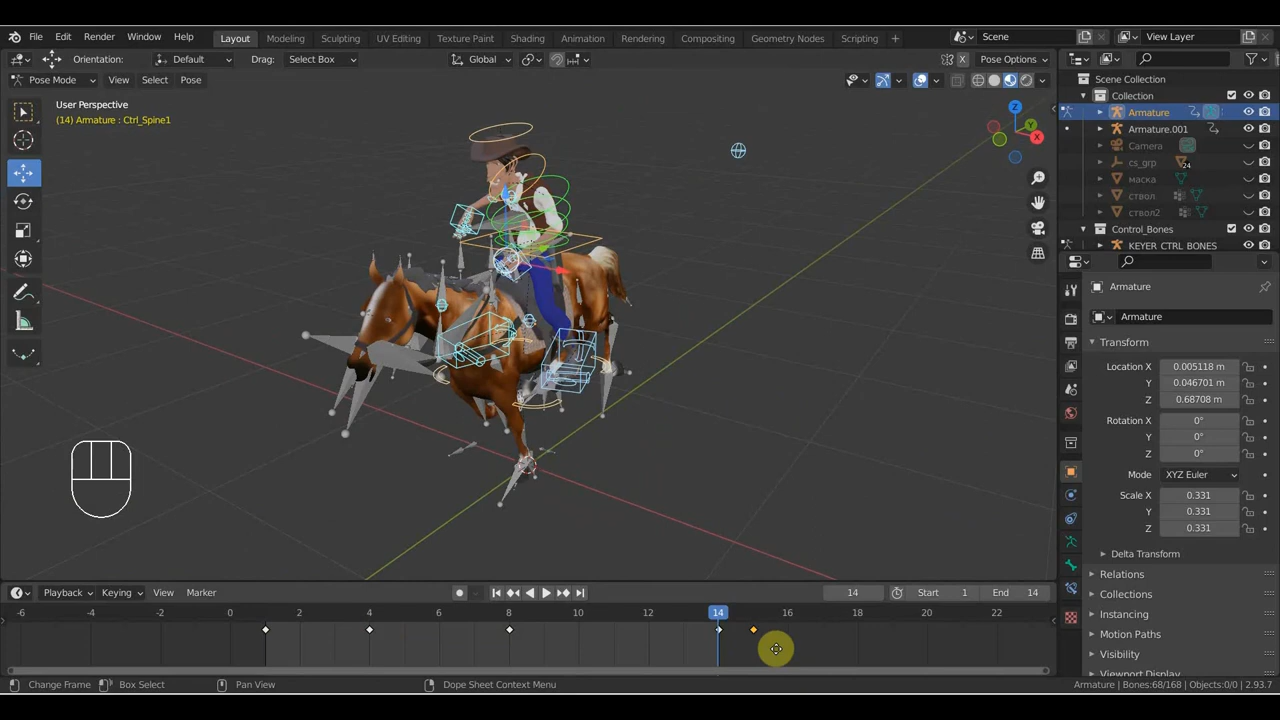 File Edit Render Window Help Layout Modeling Sculpting UV Editing Texture Paint Shading Animation Rendering Compositing Geometry Nodes Scripting + Scene View Layer
Orientation: Default Drag: Select Box Global X Pose Options
Pose Mode View Select Pose
User Perspective
(14) Armature : Ctrl_Spine1
Z
Y
X
Scene Collection
Collection
Armature
Armature.001
Camera
cs_grp 24
маска
ствол
ствол2
Control_Bones
KEYER_CTRL_BONES
Armature
Armature
Transform
Location X 0.005118 m
Y 0.046701 m
Z 0.68708 m
Rotation X 0°
Y 0°
Z 0°
Mode XYZ Euler
Scale X 0.331
Y 0.331
Z 0.331
Delta Transform
Relations
Collections
Instancing
Motion Paths
Visibility
Viewport Display
Playback Keying View Marker 14 Start 1 End 14
-6 -4 -2 0 2 4 6 8 10 12 14 16 18 20 22
Change Frame Box Select Pan View Dope Sheet Context Menu Armature | Bones:68/168 | Objects:0/0 | 2.93.7